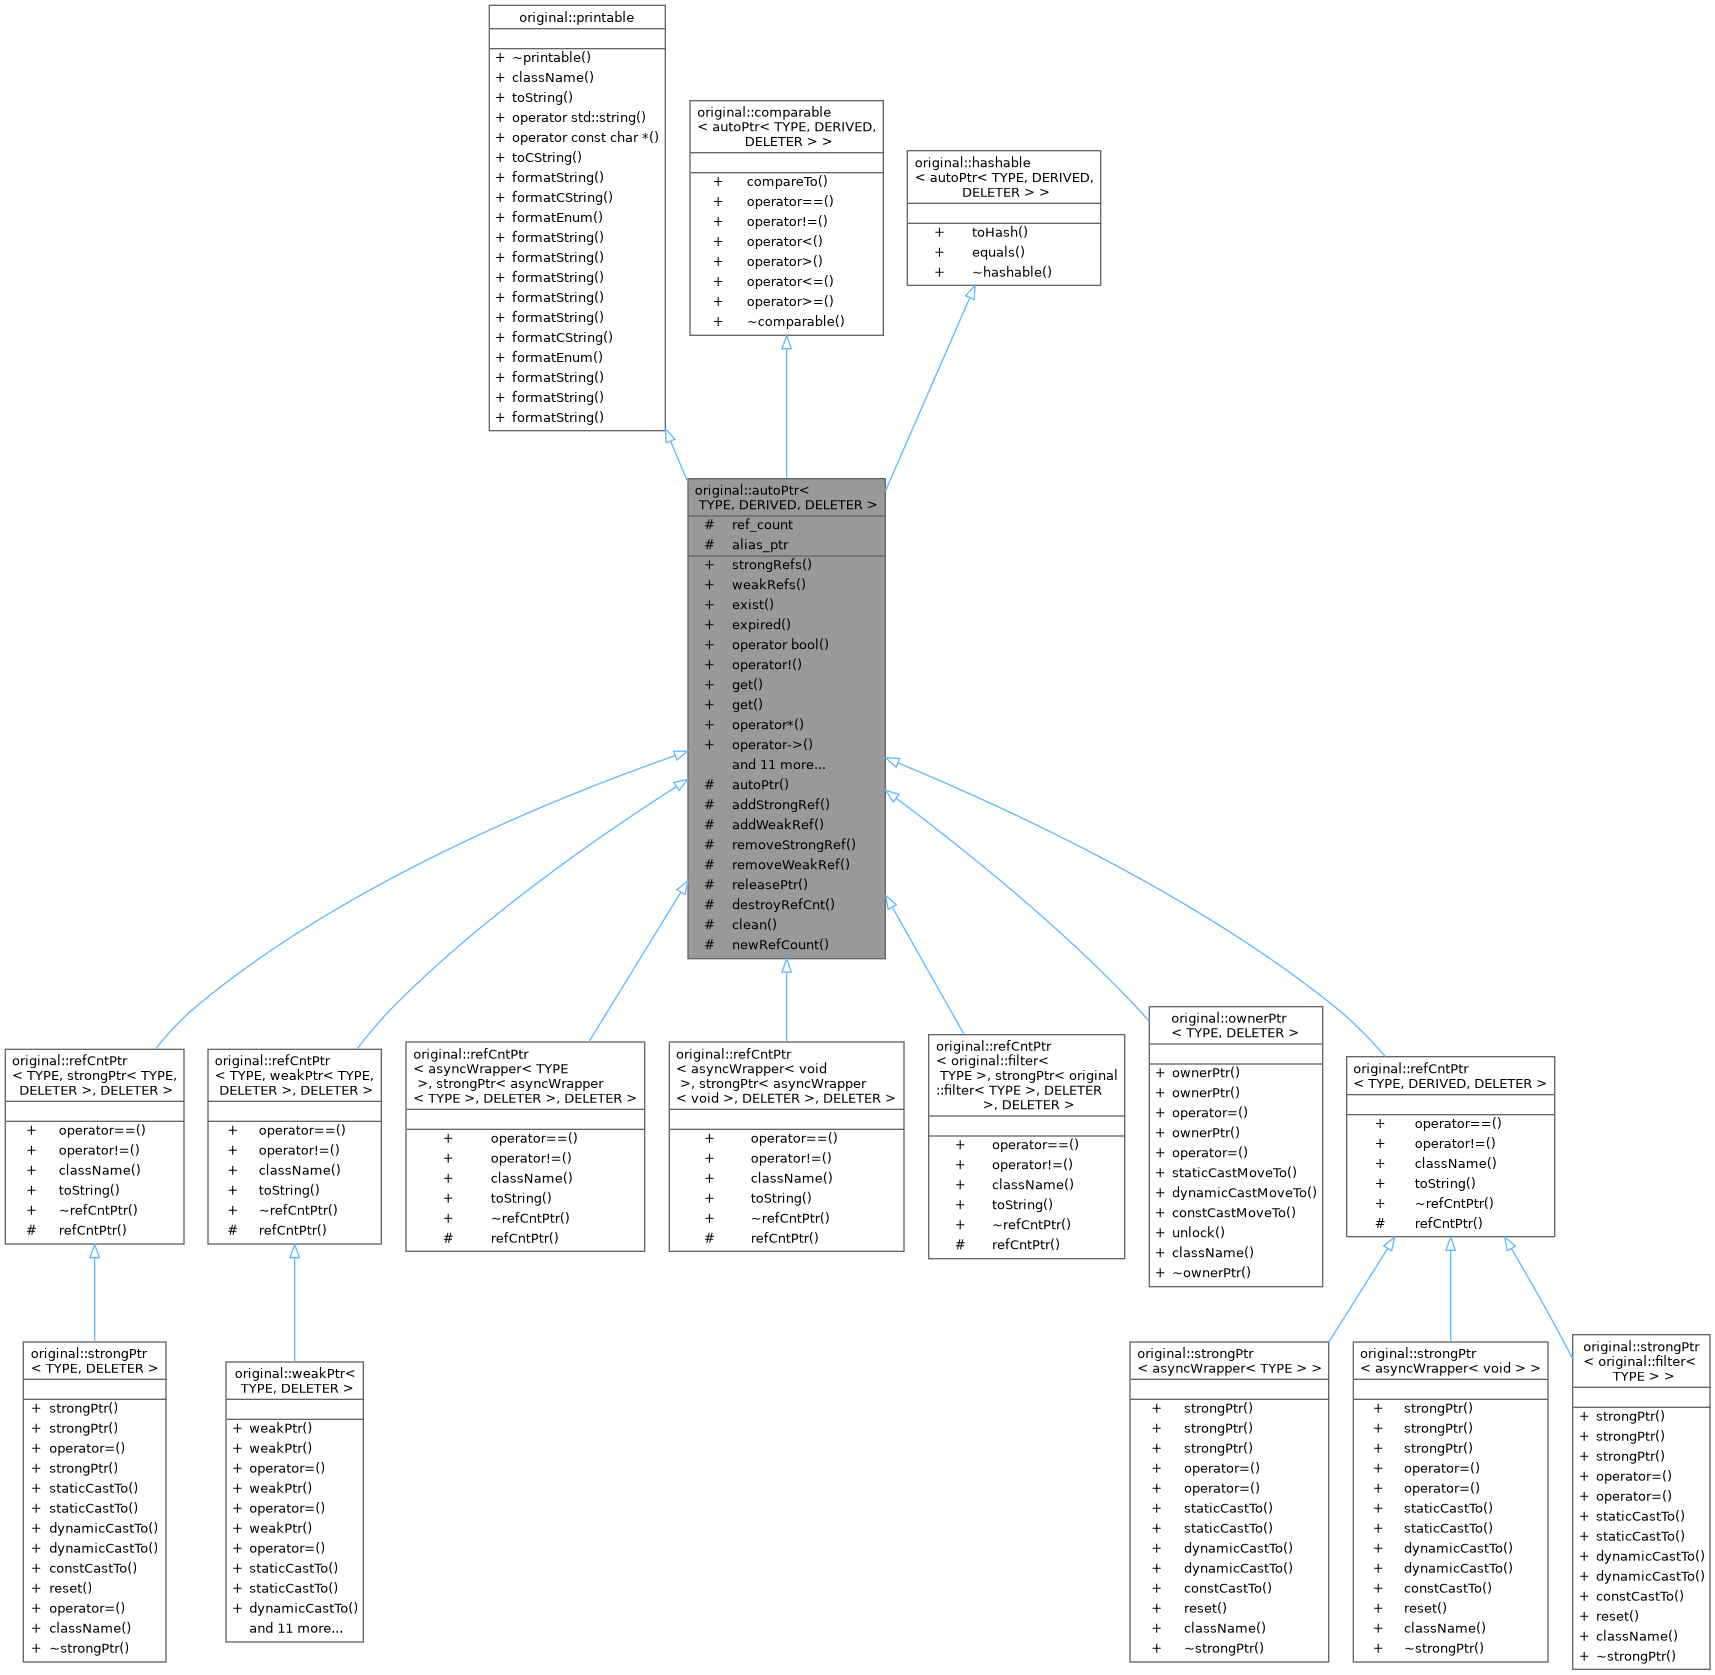 original::printable
+ ~printable()
+ className()
+ toString()
+ operator std::string()
+ operator const char *()
+ toCString()
+ formatString()
+ formatCString()
+ formatEnum()
+ formatString()
+ formatString()
+ formatString()
+ formatString()
+ formatString()
+ formatCString()
+ formatEnum()
+ formatString()
+ formatString()
+ formatString()
original::comparable
< autoPtr< TYPE, DERIVED,
DELETER > >
+ compareTo()
+ operator==()
+ operator!=()
+ operator<()
+ operator>()
+ operator<=()
+ operator>=()
+ ~comparable()
original::hashable
< autoPtr< TYPE, DERIVED,
DELETER > >
+ toHash()
+ equals()
+ ~hashable()
original::autoPtr<
TYPE, DERIVED, DELETER >
# ref_count
# alias_ptr
+ strongRefs()
+ weakRefs()
+ exist()
+ expired()
+ operator bool()
+ operator!()
+ get()
+ get()
+ operator*()
+ operator->()
and 11 more...
# autoPtr()
# addStrongRef()
# addWeakRef()
# removeStrongRef()
# removeWeakRef()
# releasePtr()
# destroyRefCnt()
# clean()
# newRefCount()
original::refCntPtr
< TYPE, strongPtr< TYPE,
DELETER >, DELETER >
+ operator==()
+ operator!=()
+ className()
+ toString()
+ ~refCntPtr()
# refCntPtr()
original::refCntPtr
< TYPE, weakPtr< TYPE,
DELETER >, DELETER >
+ operator==()
+ operator!=()
+ className()
+ toString()
+ ~refCntPtr()
# refCntPtr()
original::refCntPtr
< asyncWrapper< TYPE
>, strongPtr< asyncWrapper
< TYPE >, DELETER >, DELETER >
+ operator==()
+ operator!=()
+ className()
+ toString()
+ ~refCntPtr()
# refCntPtr()
original::refCntPtr
< asyncWrapper< void
>, strongPtr< asyncWrapper
< void >, DELETER >, DELETER >
+ operator==()
+ operator!=()
+ className()
+ toString()
+ ~refCntPtr()
# refCntPtr()
original::refCntPtr
< original::filter<
TYPE >, strongPtr< original
::filter< TYPE >, DELETER
>, DELETER >
+ operator==()
+ operator!=()
+ className()
+ toString()
+ ~refCntPtr()
# refCntPtr()
original::ownerPtr
< TYPE, DELETER >
+ ownerPtr()
+ ownerPtr()
+ operator=()
+ ownerPtr()
+ operator=()
+ staticCastMoveTo()
+ dynamicCastMoveTo()
+ constCastMoveTo()
+ unlock()
+ className()
+ ~ownerPtr()
original::refCntPtr
< TYPE, DERIVED, DELETER >
+ operator==()
+ operator!=()
+ className()
+ toString()
+ ~refCntPtr()
# refCntPtr()
original::strongPtr
< TYPE, DELETER >
+ strongPtr()
+ strongPtr()
+ operator=()
+ strongPtr()
+ staticCastTo()
+ staticCastTo()
+ dynamicCastTo()
+ dynamicCastTo()
+ constCastTo()
+ reset()
+ operator=()
+ className()
+ ~strongPtr()
original::weakPtr<
TYPE, DELETER >
+ weakPtr()
+ weakPtr()
+ operator=()
+ weakPtr()
+ operator=()
+ weakPtr()
+ operator=()
+ staticCastTo()
+ staticCastTo()
+ dynamicCastTo()
and 11 more...
original::strongPtr
< asyncWrapper< TYPE > >
+ strongPtr()
+ strongPtr()
+ strongPtr()
+ operator=()
+ operator=()
+ staticCastTo()
+ staticCastTo()
+ dynamicCastTo()
+ dynamicCastTo()
+ constCastTo()
+ reset()
+ className()
+ ~strongPtr()
original::strongPtr
< asyncWrapper< void > >
+ strongPtr()
+ strongPtr()
+ strongPtr()
+ operator=()
+ operator=()
+ staticCastTo()
+ staticCastTo()
+ dynamicCastTo()
+ dynamicCastTo()
+ constCastTo()
+ reset()
+ className()
+ ~strongPtr()
original::strongPtr
< original::filter<
TYPE > >
+ strongPtr()
+ strongPtr()
+ strongPtr()
+ operator=()
+ operator=()
+ staticCastTo()
+ staticCastTo()
+ dynamicCastTo()
+ dynamicCastTo()
+ constCastTo()
+ reset()
+ className()
+ ~strongPtr()